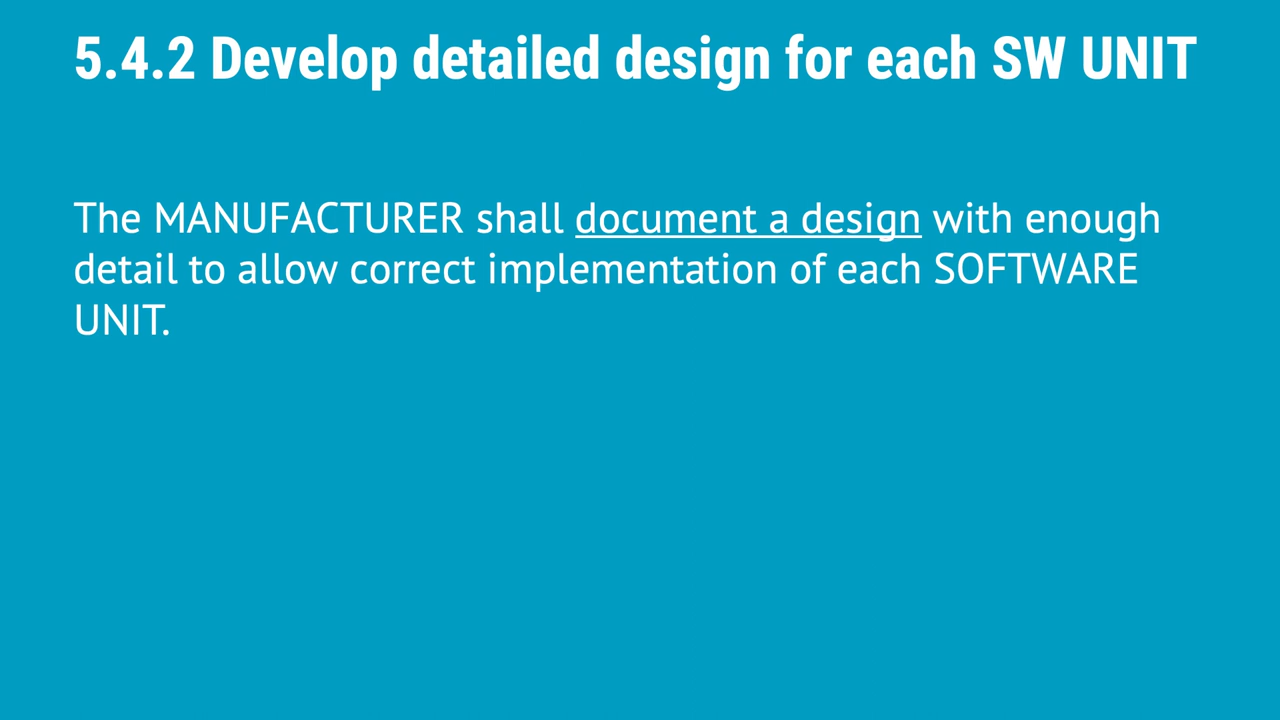 5.4.2 Develop detailed design for each SW UNIT
The MANUFACTURER shall document a design with enough
detail to allow correct implementation of each SOFTWARE
UNIT.